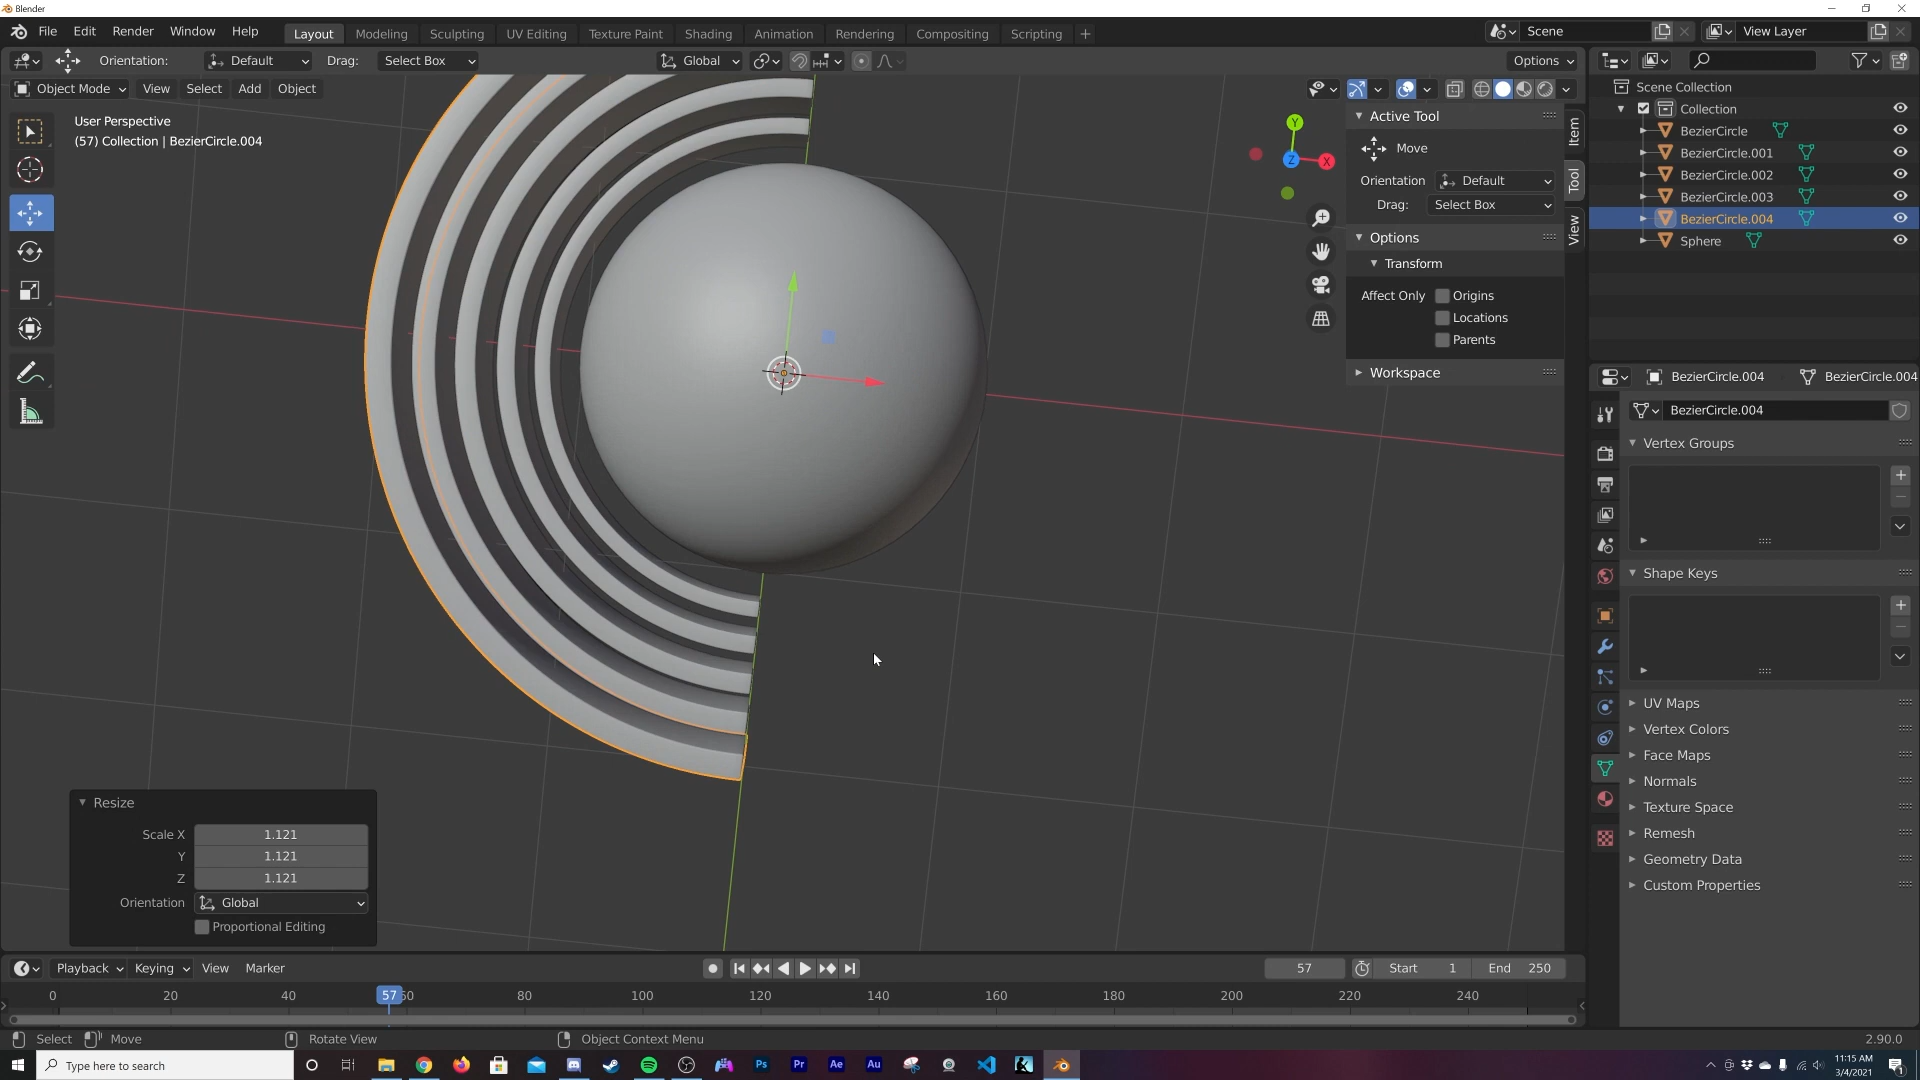 Blender
File Edit Render Window Help
Layout Modeling Sculpting UV Editing Texture Paint Shading Animation Rendering Compositing Scripting
Scene
View Layer
Orientation: Default Drag: Select Box
Global
Options
Object Mode View Select Add Object
User Perspective
(57) Collection | BezierCircle.004
Y
Z
X
Active Tool
Move
Orientation Default
Drag: Select Box
Options
Transform
Affect Only Origins
Locations
Parents
Workspace
Item
Tool
View
Scene Collection
Collection
BezierCircle
BezierCircle.001
BezierCircle.002
BezierCircle.003
BezierCircle.004
Sphere
BezierCircle.004 BezierCircle.004
BezierCircle.004
Vertex Groups
Shape Keys
UV Maps
Vertex Colors
Face Maps
Normals
Texture Space
Remesh
Geometry Data
Custom Properties
Resize
Scale X 1.121
Y 1.121
Z 1.121
Orientation Global
Proportional Editing
Playback Keying View Marker
57 Start 1 End 250
0 20 40 57 60 80 100 120 140 160 180 200 220 240
Select Move Rotate View Object Context Menu 2.90.0
Type here to search
Ps Pr Ae Au
11:15 AM
3/4/2021